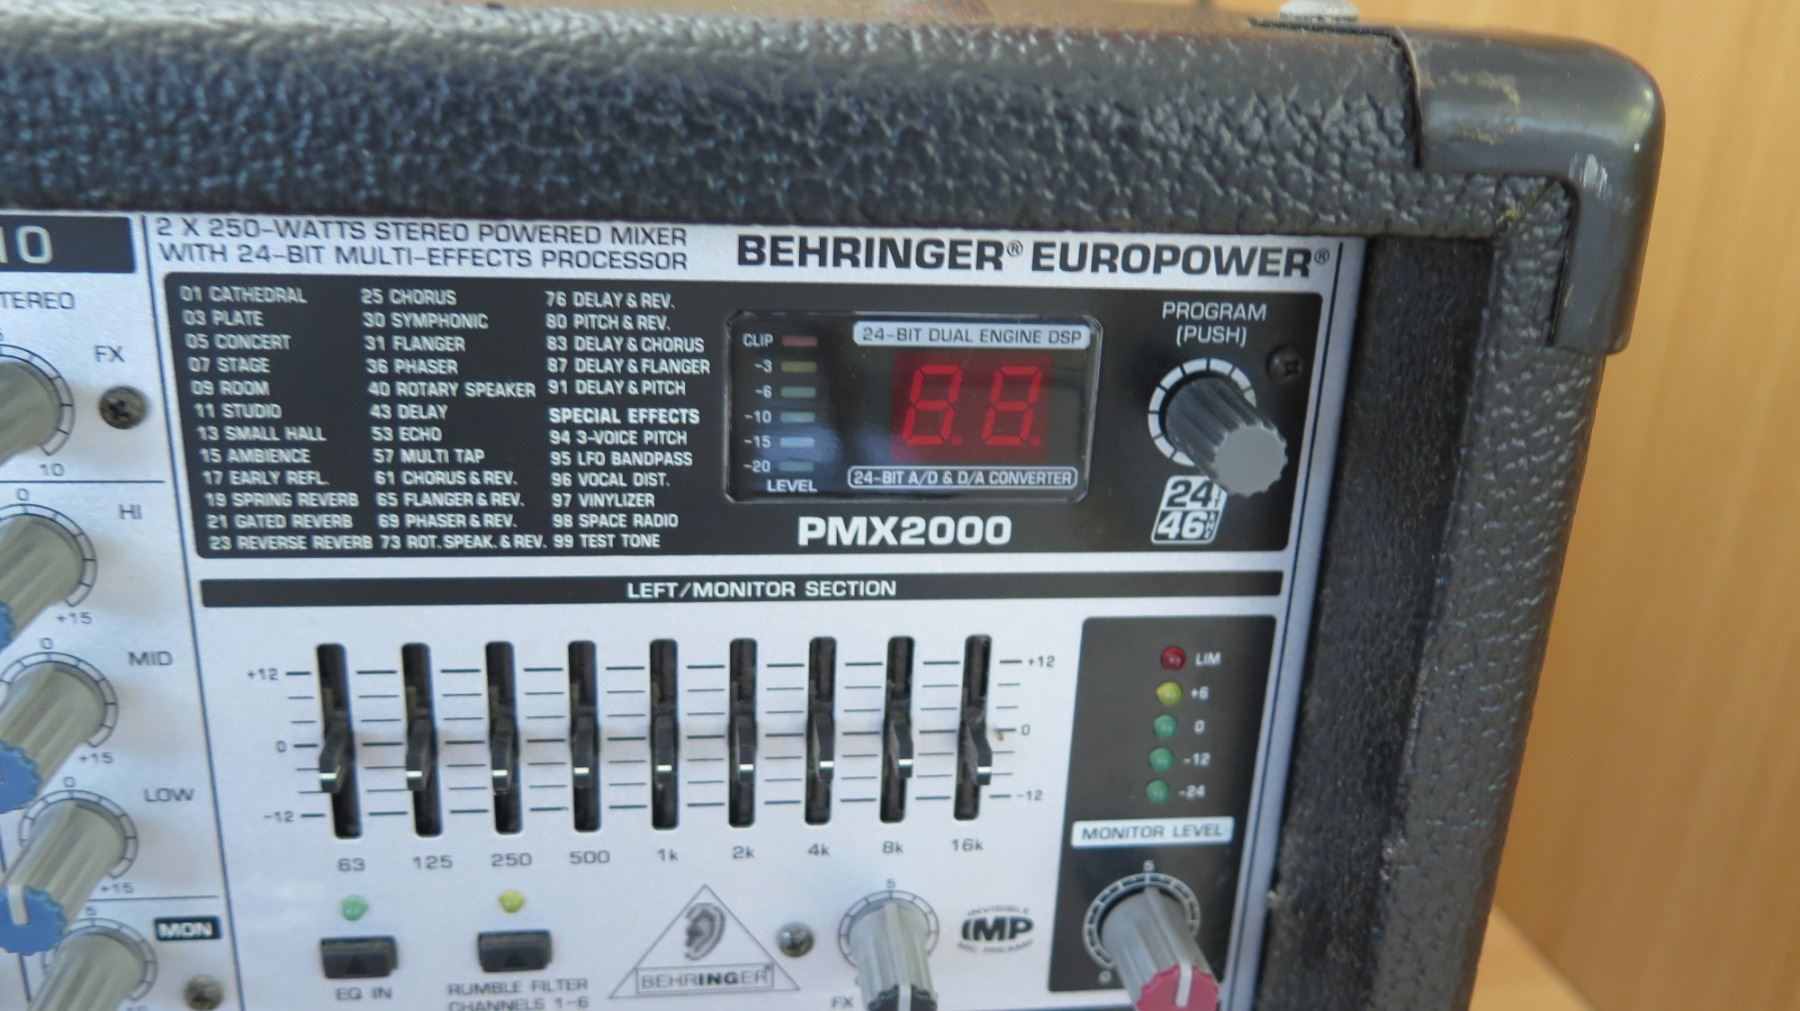 10
STEREO
FX
10
0
HI
+15
0
MID
+15
0
LOW
+15
5
MON
2 X 250-WATTS STEREO POWERED MIXER
WITH 24-BIT MULTI-EFFECTS PROCESSOR
BEHRINGER® EUROPOWER®
01 CATHEDRAL
03 PLATE
05 CONCERT
07 STAGE
09 ROOM
11 STUDIO
13 SMALL HALL
15 AMBIENCE
17 EARLY REFL.
19 SPRING REVERB
21 GATED REVERB
23 REVERSE REVERB
25 CHORUS
30 SYMPHONIC
31 FLANGER
36 PHASER
40 ROTARY SPEAKER
43 DELAY
53 ECHO
57 MULTI TAP
61 CHORUS & REV.
65 FLANGER & REV.
69 PHASER & REV.
73 ROT. SPEAK. & REV.
76 DELAY & REV.
80 PITCH & REV.
83 DELAY & CHORUS
87 DELAY & FLANGER
91 DELAY & PITCH
SPECIAL EFFECTS
94 3-VOICE PITCH
95 LFO BANDPASS
96 VOCAL DIST.
97 VINYLIZER
98 SPACE RADIO
99 TEST TONE
CLIP
-3
-6
-10
-15
-20
LEVEL
24-BIT DUAL ENGINE DSP
8.8.
24-BIT A/D & D/A CONVERTER
PMX2000
PROGRAM
(PUSH)
24
46
LEFT/MONITOR SECTION
+12 +12
0 0
-12 -12
63 125 250 500 1k 2k 4k 8k 16k
LIM
+6
0
-12
-24
MONITOR LEVEL
5
0
EQ IN
RUMBLE FILTER
CHANNELS 1-6
BEHRINGER
5
FX
INVISIBLE
IMP
MIC PREAMP